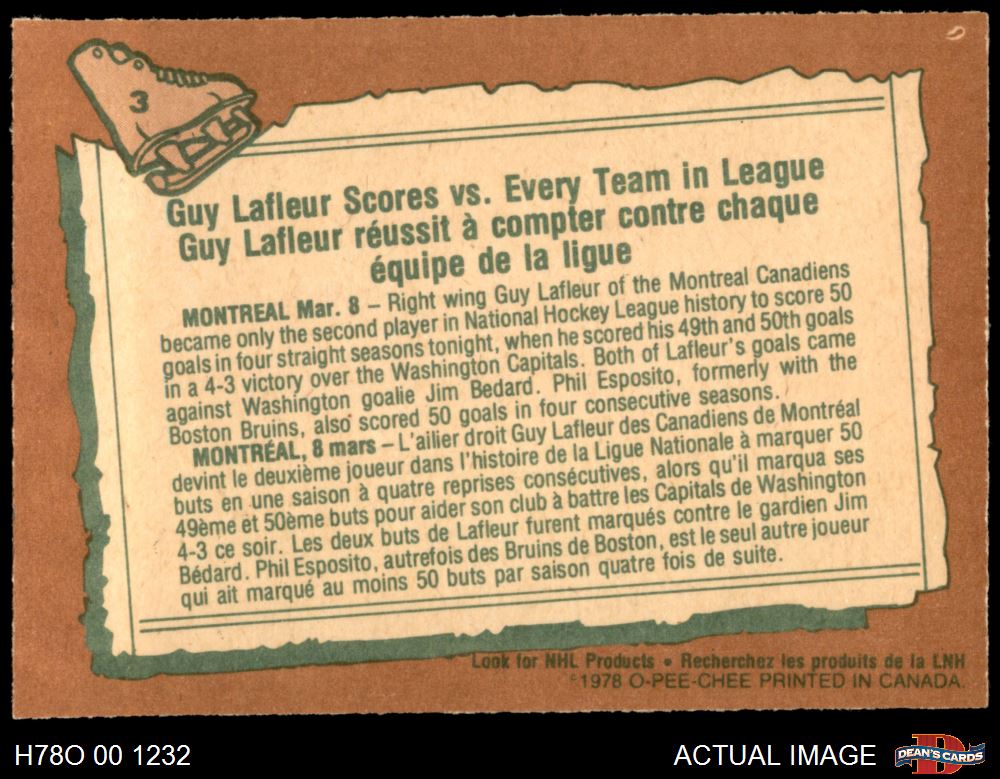 3
Guy Lafleur Scores vs. Every Team in League
Guy Lafleur réussit à compter contre chaque
équipe de la ligue
MONTREAL Mar. 8 – Right wing Guy Lafleur of the Montreal Canadiens
became only the second player in National Hockey League history to score 50
goals in four straight seasons tonight, when he scored his 49th and 50th goals
in a 4-3 victory over the Washington Capitals. Both of Lafleur's goals came
against Washington goalie Jim Bedard. Phil Esposito, formerly with the
Boston Bruins, also scored 50 goals in four consecutive seasons.
MONTRÉAL, 8 mars – L'ailier droit Guy Lafleur des Canadiens de Montréal
devint le deuxième joueur dans l'histoire de la Ligue Nationale à marquer 50
buts en une saison à quatre reprises consécutives, alors qu'il marqua ses
49ème et 50ème buts pour aider son club à battre les Capitals de Washington
4-3 ce soir. Les deux buts de Lafleur furent marqués contre le gardien Jim
Bédard. Phil Esposito, autrefois des Bruins de Boston, est le seul autre joueur
qui ait marqué au moins 50 buts par saison quatre fois de suite.
Look for NHL Products • Recherchez les produits de la LNH
©1978 O-PEE-CHEE PRINTED IN CANADA.
H78O 00 1232
ACTUAL IMAGE
DEAN'S CARDS